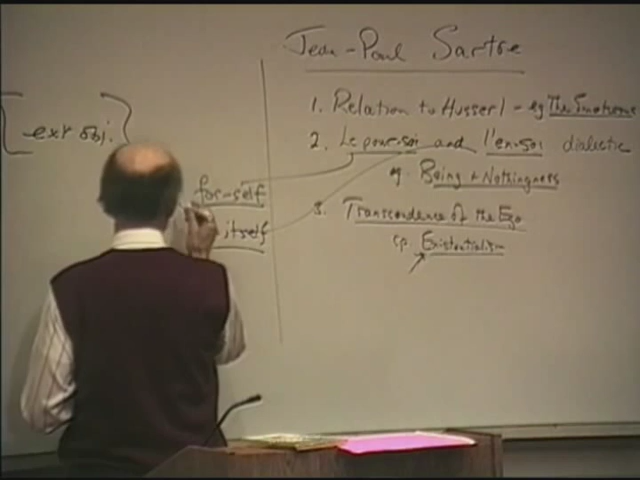 Jean-Paul Sartre
1. Relation to Husserl - eg The Emotions
2. Le pour-soi and l'en-soi dialectic
eg. Being + Nothingness
3. Transcendence of the Ego
cp. Existentialism
ext obj.
for-self
itself